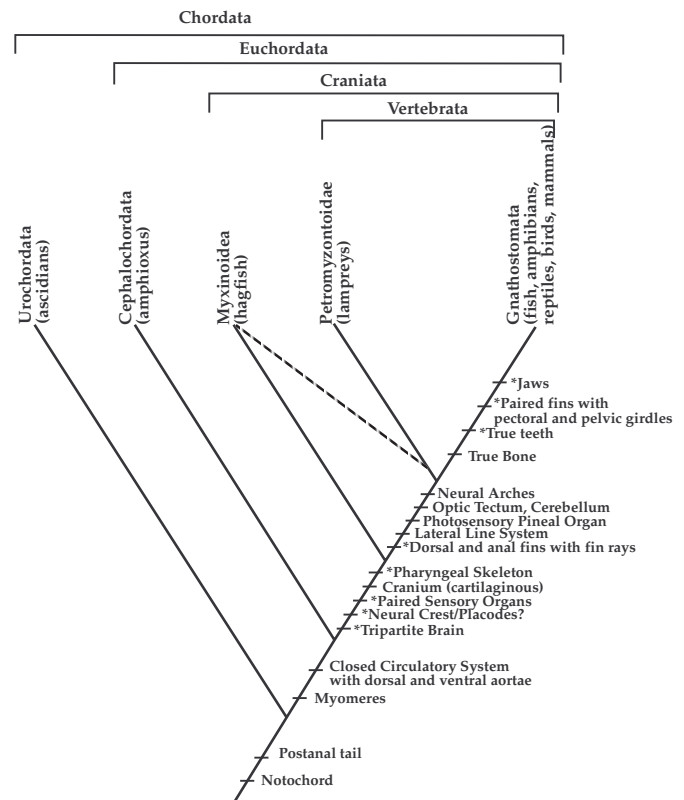 Chordata
Euchordata
Craniata
Vertebrata
Urochordata
(ascidians)
Cephalochordata
(amphioxus)
Myxinoidea
(hagfish)
Petromyzontoidae
(lampreys)
Gnathostomata
(fish, amphibians,
reptiles, birds, mammals)
*Jaws
*Paired fins with
pectoral and pelvic girdles
*True teeth
True Bone
Neural Arches
Optic Tectum, Cerebellum
Photosensory Pineal Organ
Lateral Line System
*Dorsal and anal fins with fin rays
*Pharyngeal Skeleton
Cranium (cartilaginous)
*Paired Sensory Organs
*Neural Crest/Placodes?
*Tripartite Brain
Closed Circulatory System
with dorsal and ventral aortae
Myomeres
Postanal tail
Notochord